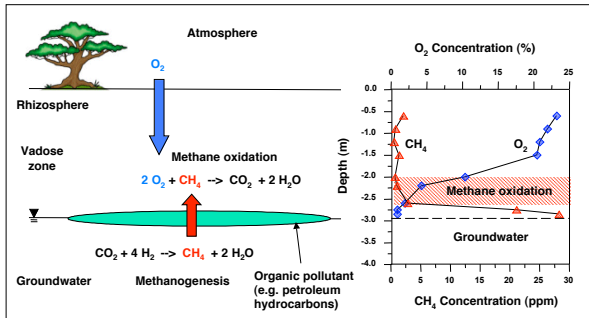 Atmosphere
O₂
Rhizosphere
Vadose
zone
Methane oxidation
2 O₂ + CH₄ --> CO₂ + 2 H₂O
CO₂ + 4 H₂ --> CH₄ + 2 H₂O
Groundwater
Methanogenesis
Organic pollutant
(e.g. petroleum
hydrocarbons)
O₂ Concentration (%)
0 5 10 15 20 25
Depth (m)
0.0
-0.5
-1.0
-1.5
-2.0
-2.5
-3.0
-3.5
-4.0
CH₄
O₂
Methane oxidation
Groundwater
0 5 10 15 20 25 30
CH₄ Concentration (ppm)